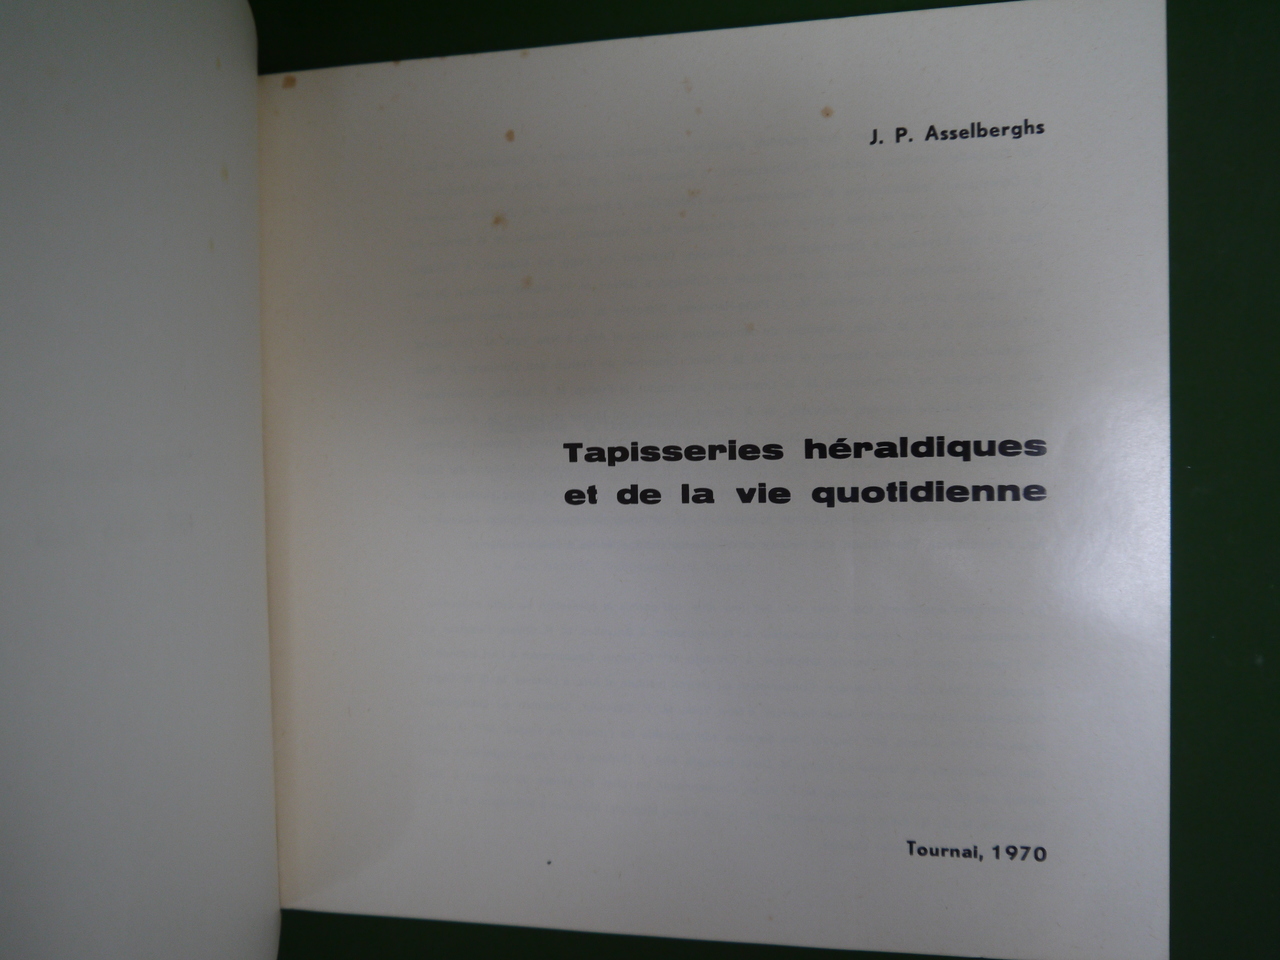 J. P. Asselberghs
Tapisseries héraldiques
et de la vie quotidienne
Tournai, 1970